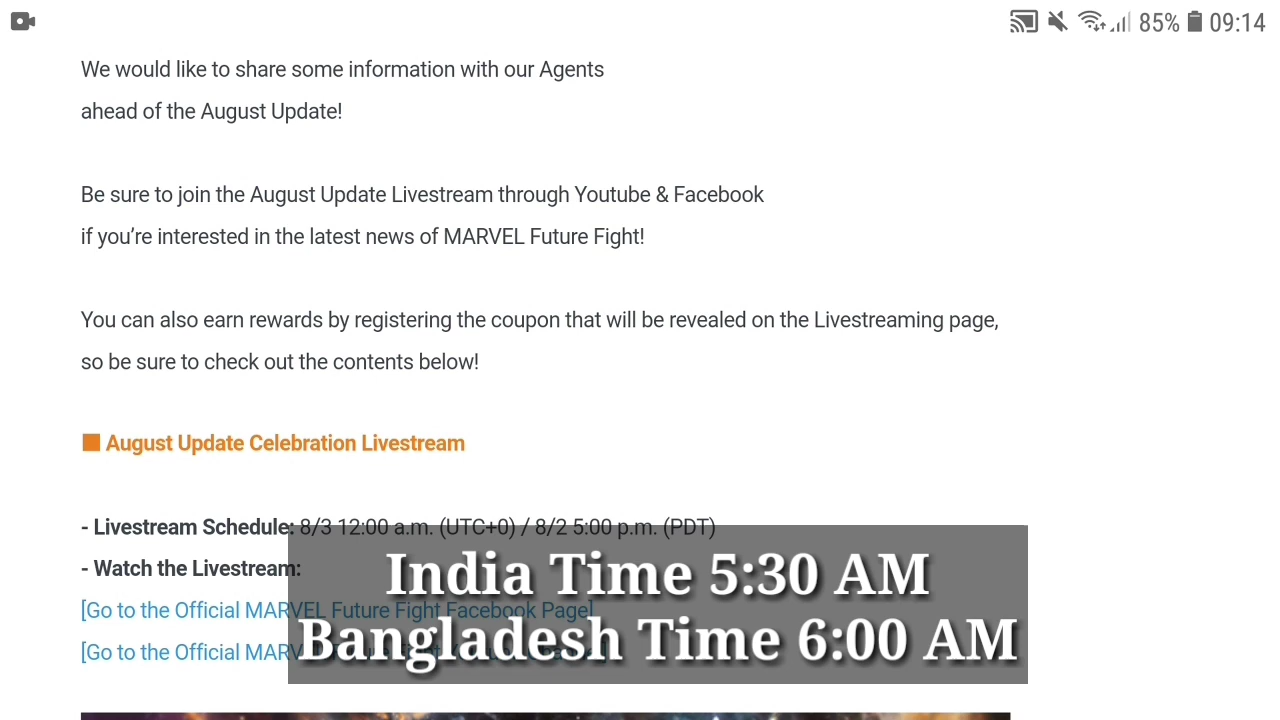 85% 09:14
We would like to share some information with our Agents
ahead of the August Update!
Be sure to join the August Update Livestream through Youtube & Facebook
if you’re interested in the latest news of MARVEL Future Fight!
You can also earn rewards by registering the coupon that will be revealed on the Livestreaming page,
so be sure to check out the contents below!
August Update Celebration Livestream
- Livestream Schedule: 8/3 12:00 a.m. (UTC+0) / 8/2 5:00 p.m. (PDT)
- Watch the Livestream:
India Time 5:30 AM
[Go to the Official MARVEL Future Fight Facebook Page]
Bangladesh Time 6:00 AM
[Go to the Official